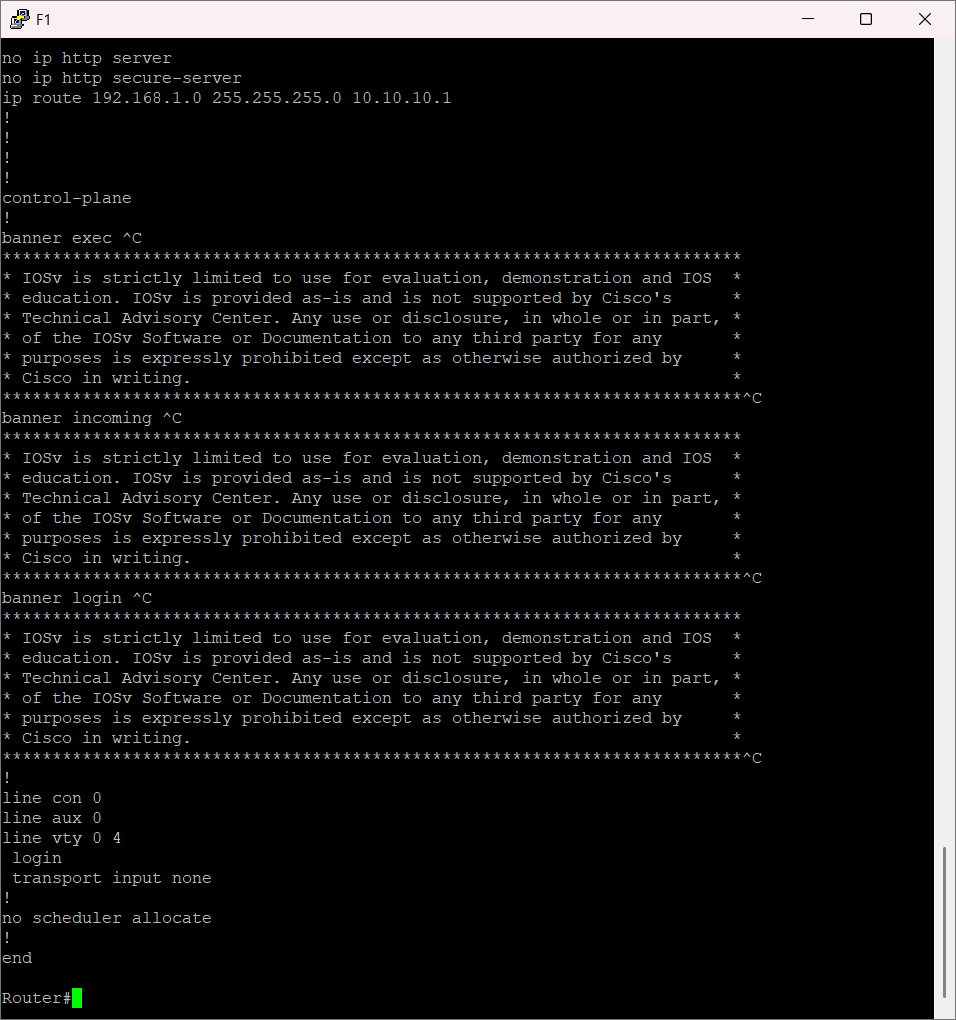 F1
no ip http server
no ip http secure-server
ip route 192.168.1.0 255.255.255.0 10.10.10.1
!
!
!
!
control-plane
!
banner exec ^C
**************************************************************************
* IOSv is strictly limited to use for evaluation, demonstration and IOS  *
* education. IOSv is provided as-is and is not supported by Cisco's      *
* Technical Advisory Center. Any use or disclosure, in whole or in part, *
* of the IOSv Software or Documentation to any third party for any       *
* purposes is expressly prohibited except as otherwise authorized by     *
* Cisco in writing.                                                      *
**************************************************************************^C
banner incoming ^C
**************************************************************************
* IOSv is strictly limited to use for evaluation, demonstration and IOS  *
* education. IOSv is provided as-is and is not supported by Cisco's      *
* Technical Advisory Center. Any use or disclosure, in whole or in part, *
* of the IOSv Software or Documentation to any third party for any       *
* purposes is expressly prohibited except as otherwise authorized by     *
* Cisco in writing.                                                      *
**************************************************************************^C
banner login ^C
**************************************************************************
* IOSv is strictly limited to use for evaluation, demonstration and IOS  *
* education. IOSv is provided as-is and is not supported by Cisco's      *
* Technical Advisory Center. Any use or disclosure, in whole or in part, *
* of the IOSv Software or Documentation to any third party for any       *
* purposes is expressly prohibited except as otherwise authorized by     *
* Cisco in writing.                                                      *
**************************************************************************^C
!
line con 0
line aux 0
line vty 0 4
 login
 transport input none
!
no scheduler allocate
!
end
Router#